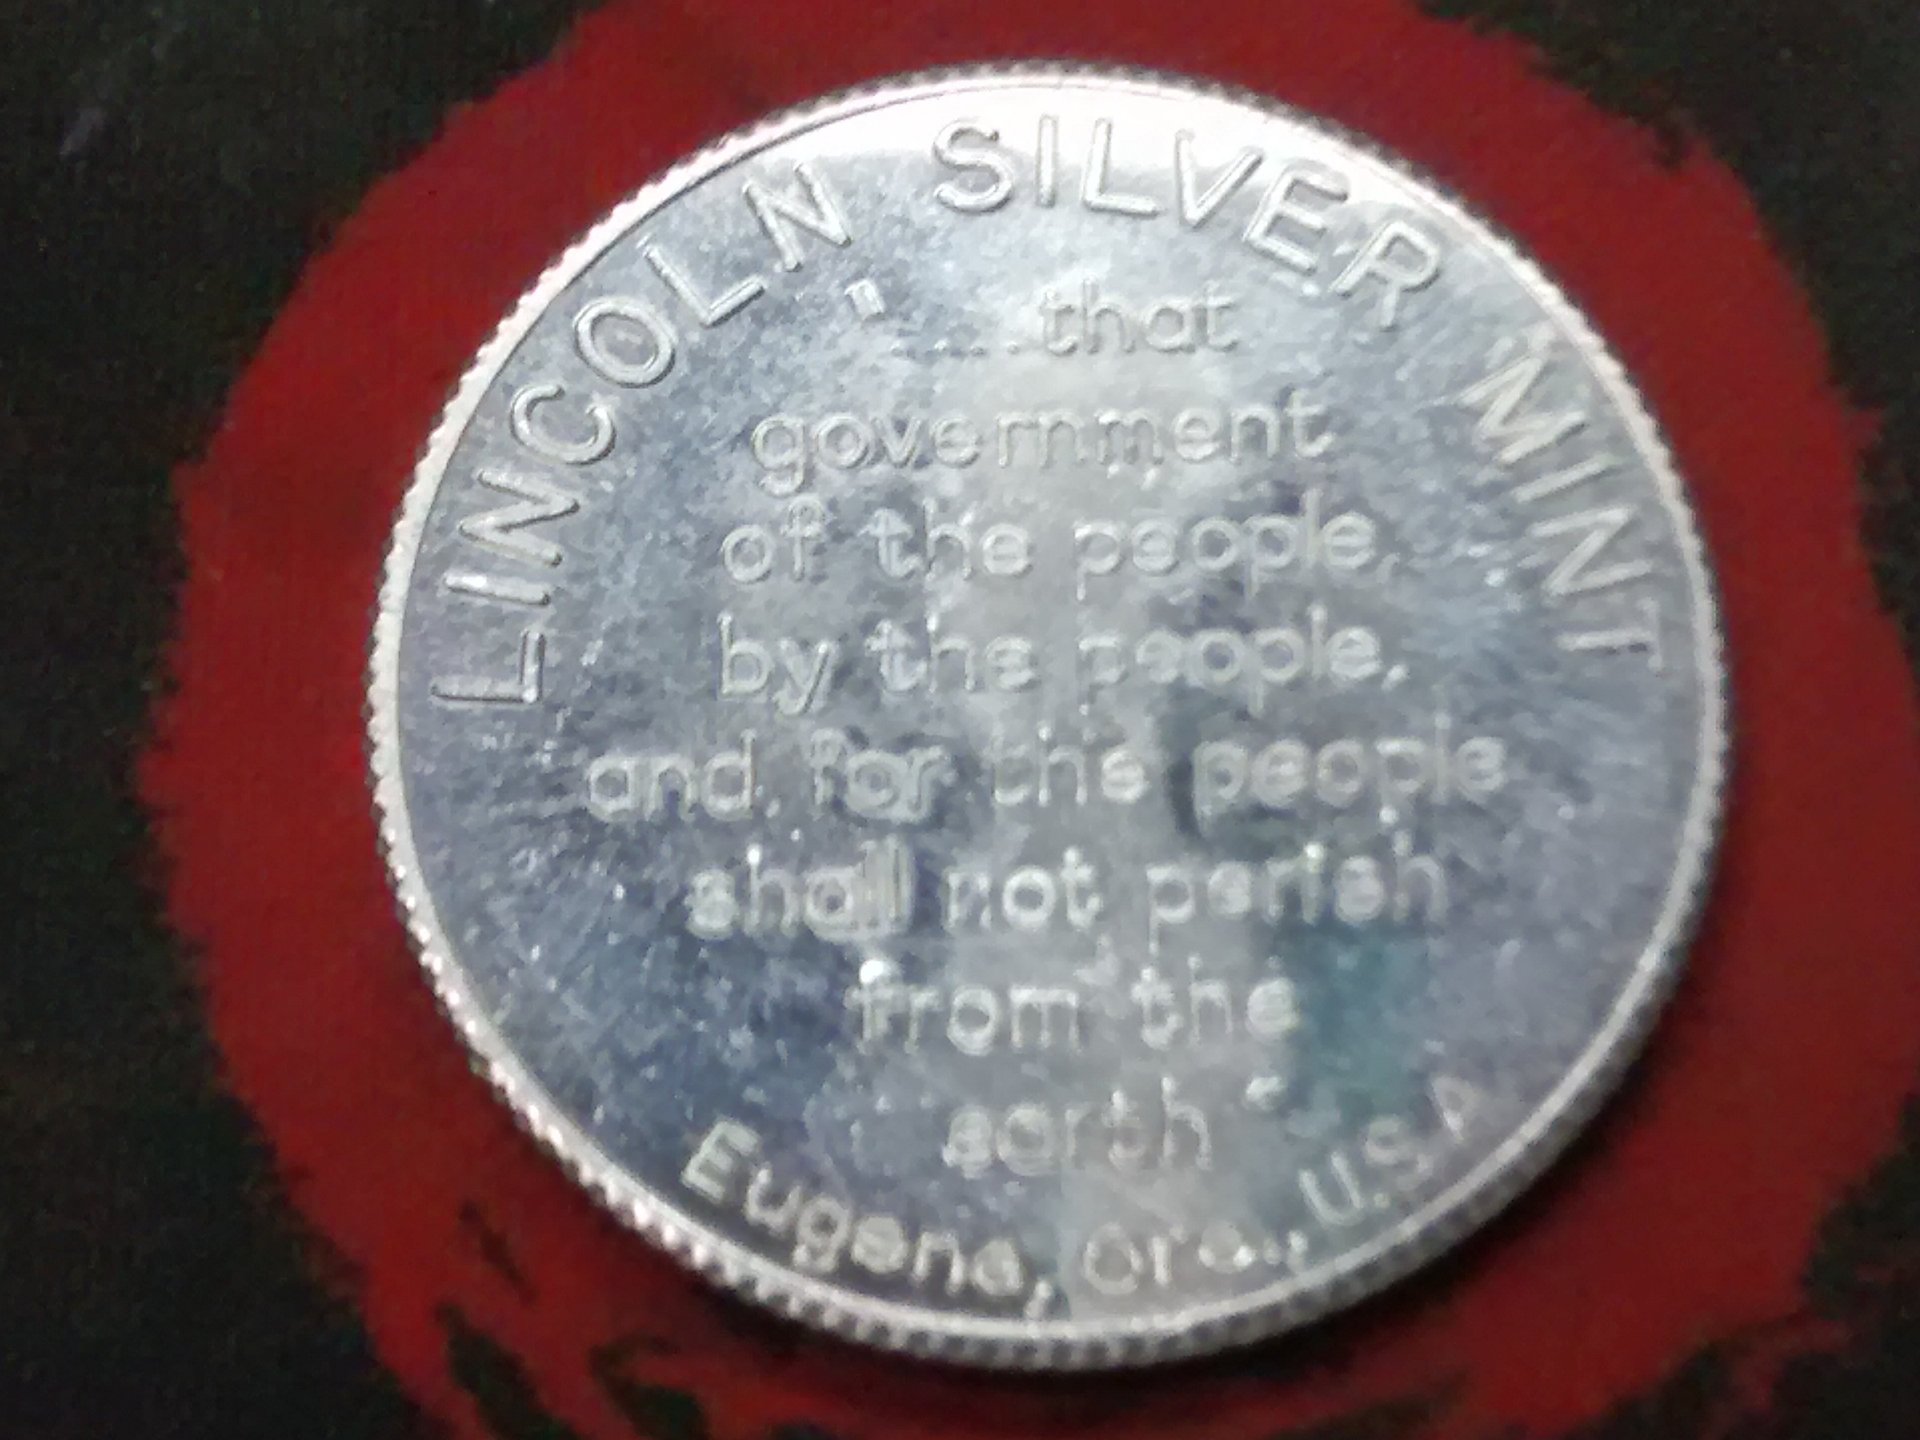 LINCOLN SILVER MINT
" ....that
government
of the people,
by the people,
and for the people
shall not perish
from the
earth "
Eugene, Ore., U.S.A